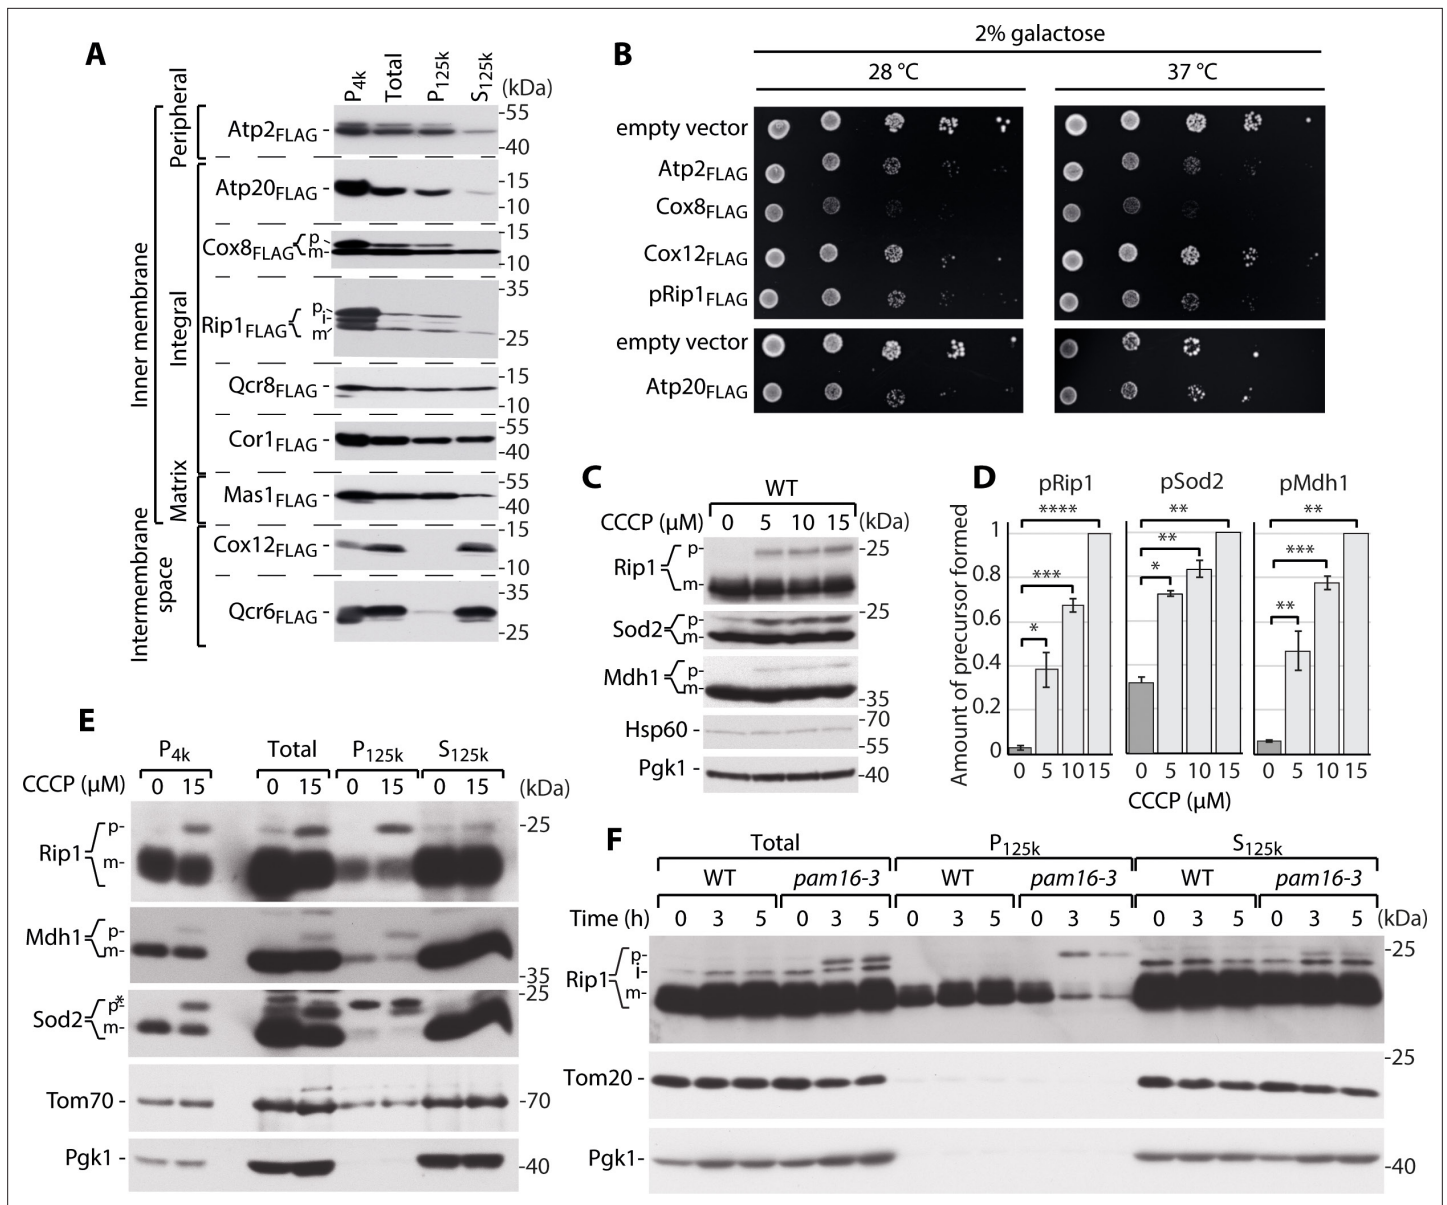 A
P4k Total P125k S125k (kDa)
Inner membrane
Peripheral
Integral
Matrix
Intermembrane space
Atp2FLAG -
-55
-40
Atp20FLAG -
-15
-10
Cox8FLAG p m-
-15
-10
Rip1FLAG p i- m
-35
-25
Qcr8FLAG -
-15
-10
Cor1FLAG -
-55
-40
Mas1FLAG -
-55
-40
Cox12FLAG -
-15
-10
Qcr6FLAG -
-35
-25
B
2% galactose
28 °C 37 °C
empty vector
Atp2FLAG
Cox8FLAG
Cox12FLAG
pRip1FLAG
empty vector
Atp20FLAG
C
WT
CCCP (µM) 0 5 10 15 (kDa)
Rip1 p- m-
-25
Sod2 p- m-
-25
Mdh1 p- m-
-35
Hsp60 -
-70
-55
Pgk1 -
-40
D
pRip1 pSod2 pMdh1
Amount of precursor formed
1
0.8
0.6
0.4
0.2
0
* *** ****
* ** **
** *** **
0 5 10 15 0 5 10 15 0 5 10 15
CCCP (µM)
E
P4k Total P125k S125k
CCCP (µM) 0 15 0 15 0 15 0 15 (kDa)
Rip1 p- m-
-25
Mdh1 p- m-
-35
Sod2 * p- m-
-25
Tom70 -
-70
Pgk1 -
-40
F
Total P125k S125k
WT pam16-3 WT pam16-3 WT pam16-3
Time (h) 0 3 5 0 3 5 0 3 5 0 3 5 0 3 5 0 3 5 (kDa)
Rip1 p- i- m-
-25
Tom20 -
-25
Pgk1-
-40